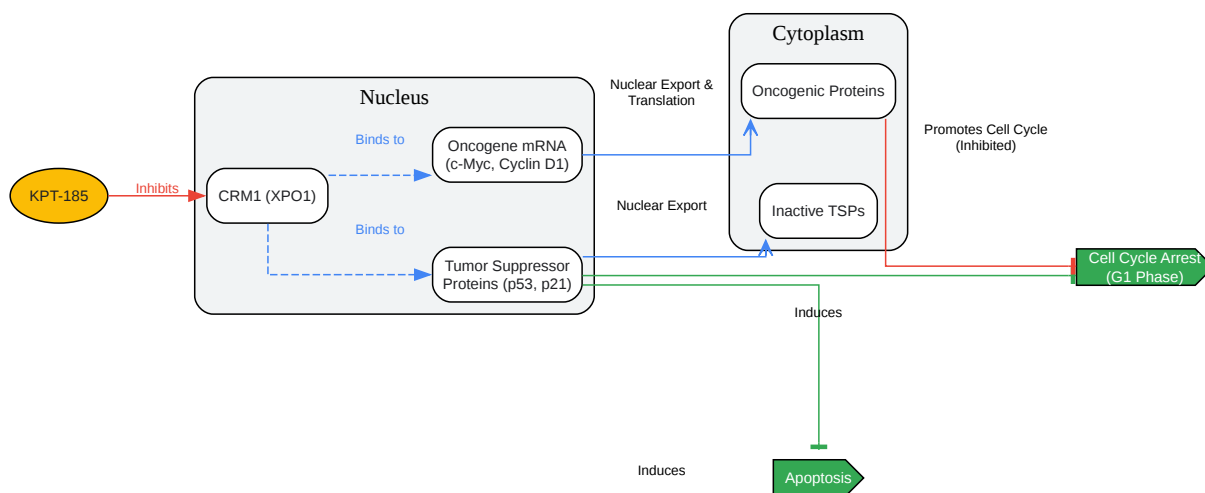 Cytoplasm
Nuclear Export &
Translation
Oncogenic Proteins
Nucleus
Promotes Cell Cycle
(Inhibited)
Binds to
Oncogene mRNA
(c-Myc, Cyclin D1)
KPT-185
Inhibits
CRM1 (XPO1)
Nuclear Export
Inactive TSPs
Binds to
Tumor Suppressor
Proteins (p53, p21)
Cell Cycle Arrest
(G1 Phase)
Induces
Induces
Apoptosis